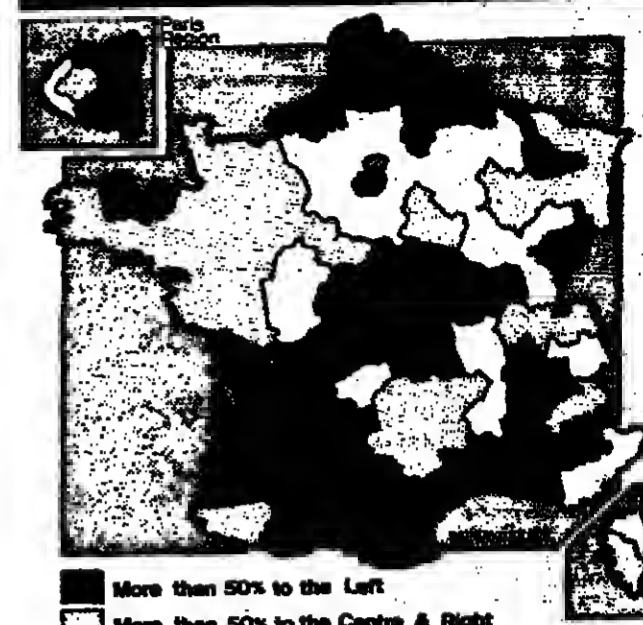 Paris
Region
More than 50% to the Left
More than 50% to the Centre & Right